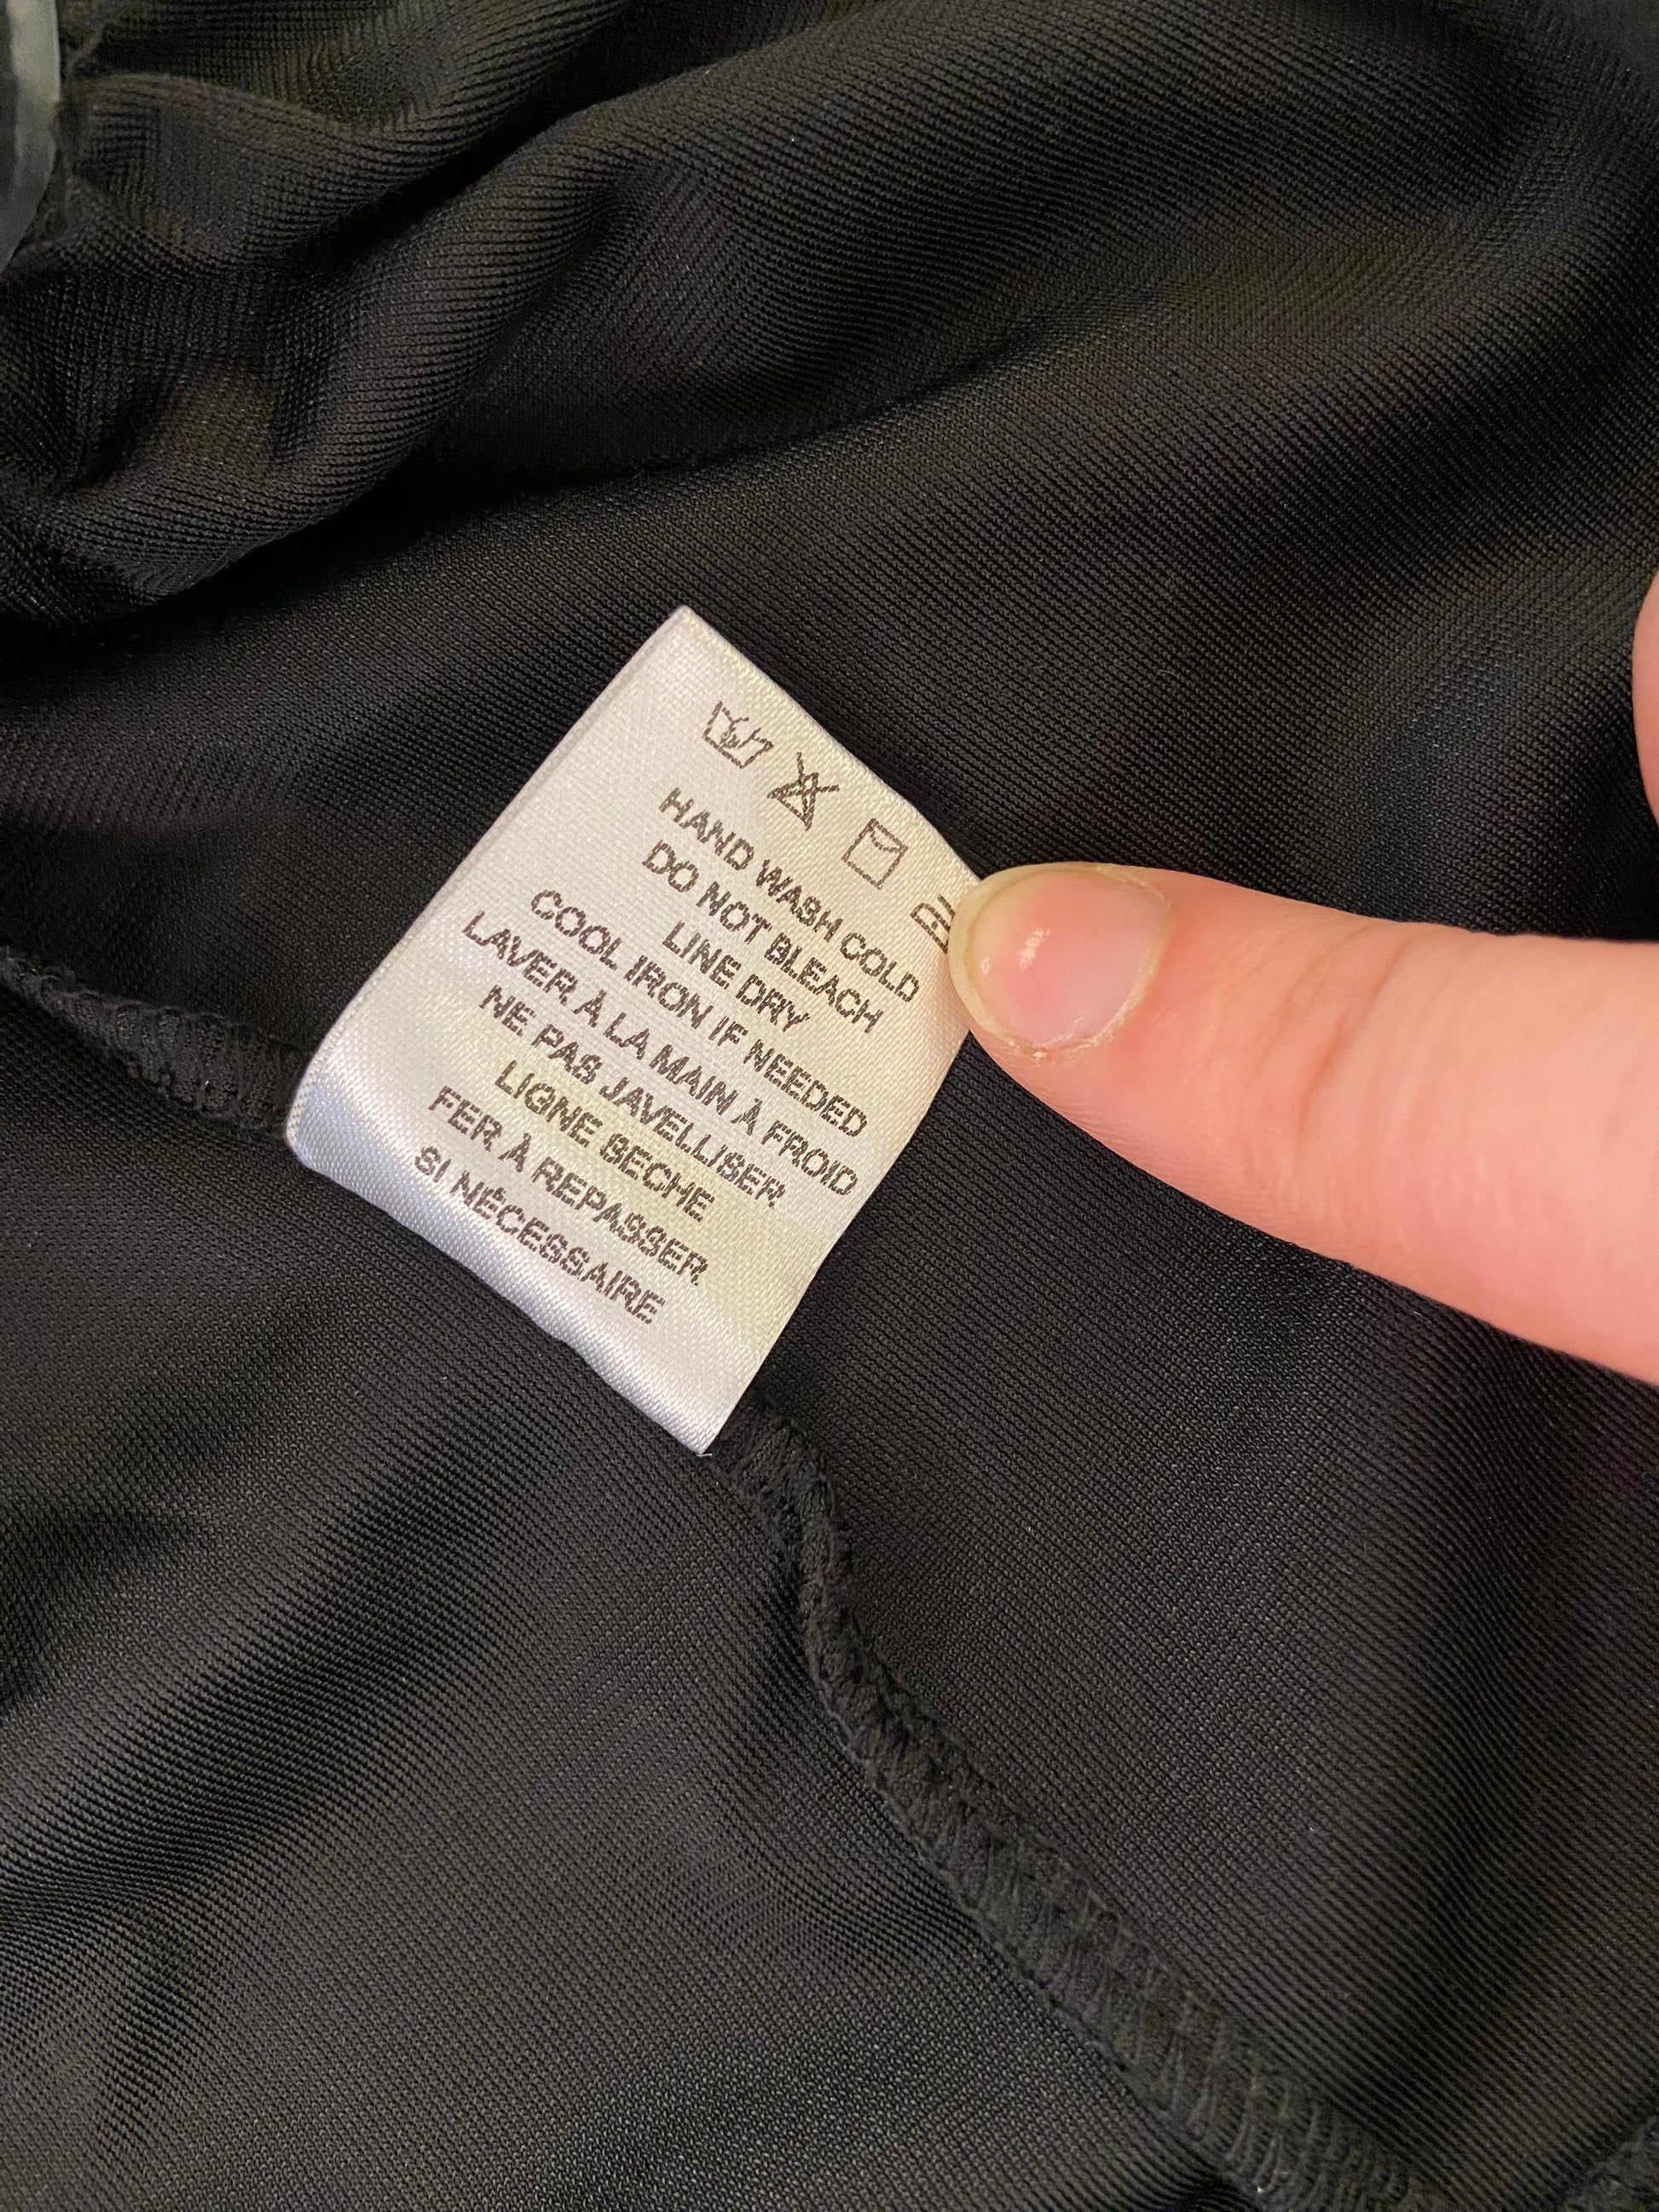 HAND WASH COLD
DO NOT BLEACH
LINE DRY
COOL IRON IF NEEDED
LAVER À LA MAIN À FROID
NE PAS JAVELLISER
LIGNE SECHE
FER À REPASSER
SI NÉCESSAIRE